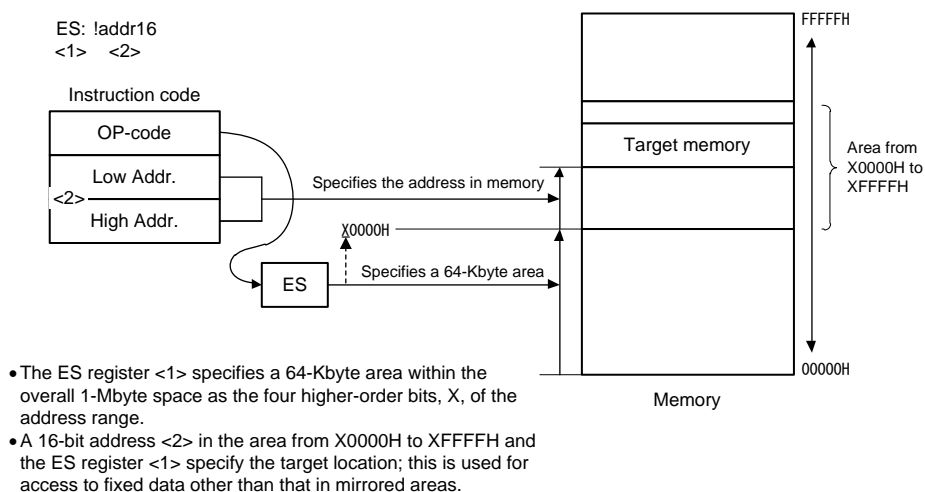 ES: !addr16
<1> <2>
Instruction code
OP-code
Low Addr.
<2>
High Addr.
ES
Specifies the address in memory
X0000H
Specifies a 64-Kbyte area
FFFFFH
Target memory
Area from
X0000H to
XFFFFH
00000H
Memory
• The ES register <1> specifies a 64-Kbyte area within the
overall 1-Mbyte space as the four higher-order bits, X, of the
address range.
• A 16-bit address <2> in the area from X0000H to XFFFFH and
the ES register <1> specify the target location; this is used for
access to fixed data other than that in mirrored areas.